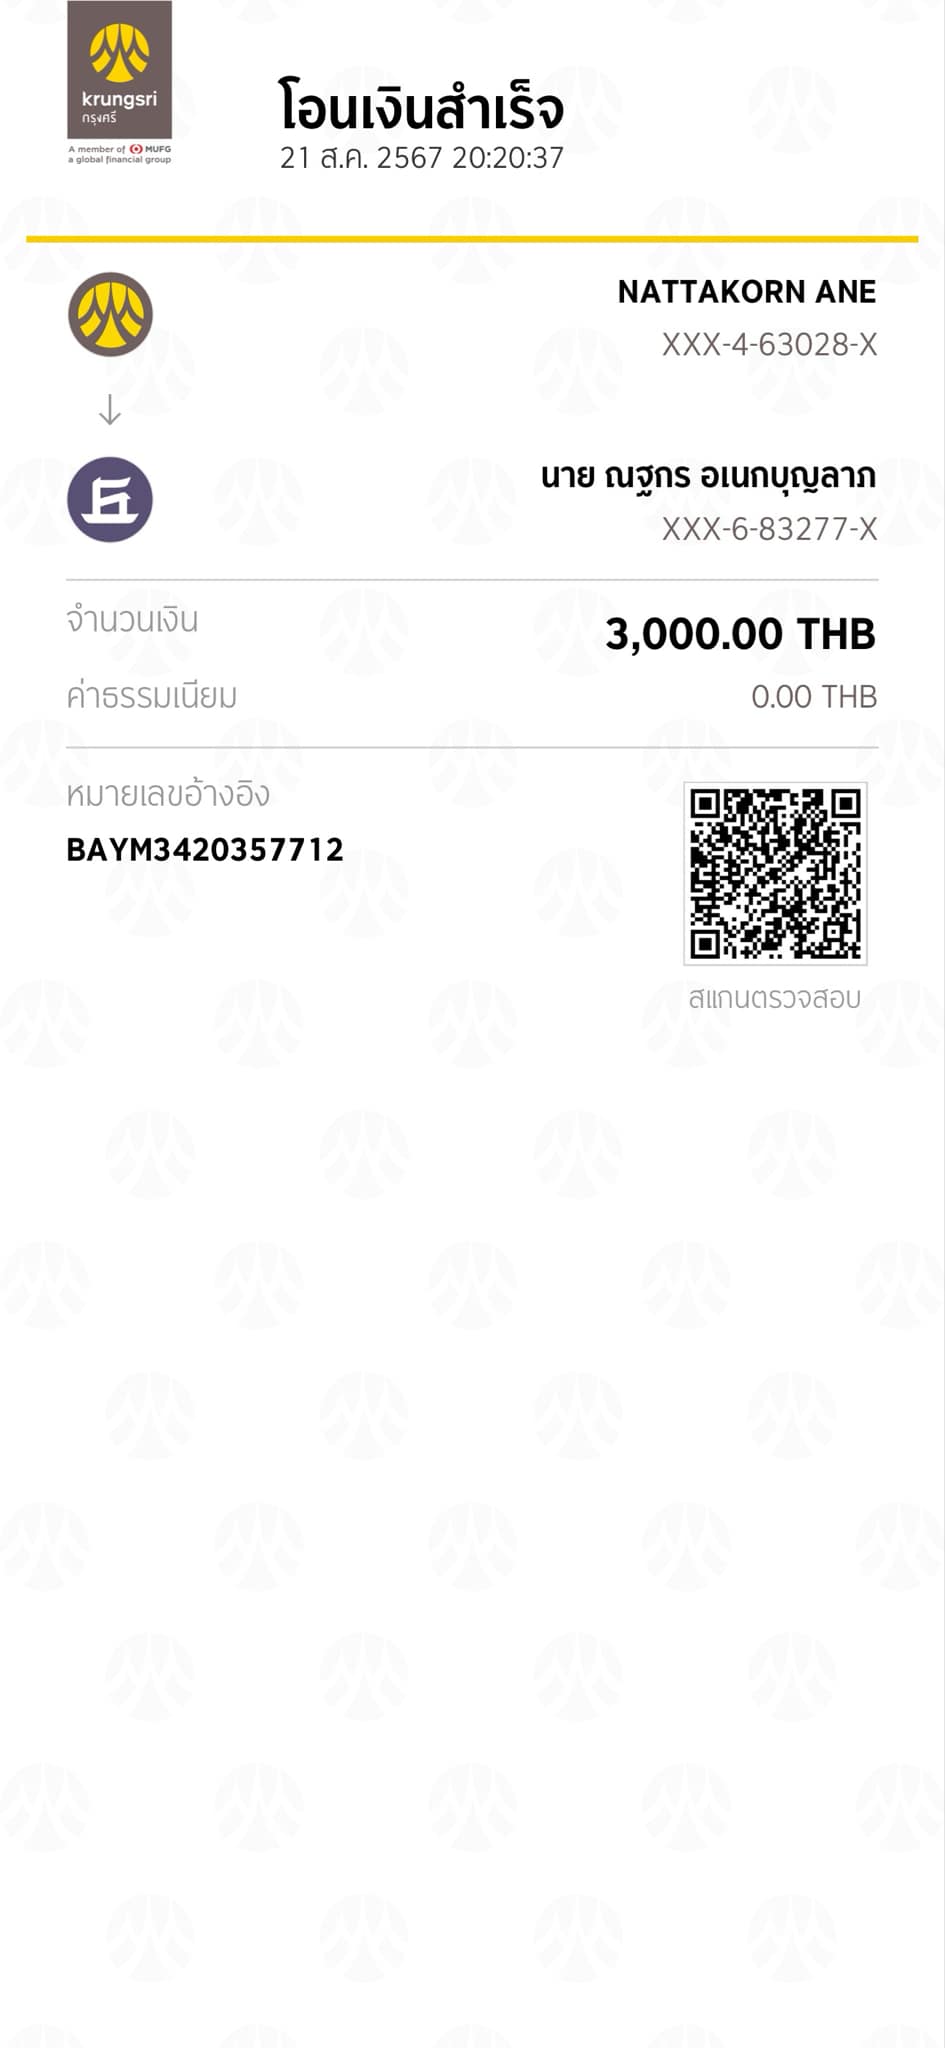 krungsri
กรุงศรี
A member of MUFG
a global financial group
โอนเงินสำเร็จ
21 ส.ค. 2567 20:20:37
NATTAKORN ANE
XXX-4-63028-X
นาย ณฐกร อเนกบุญลาภ
XXX-6-83277-X
จำนวนเงิน
3,000.00 THB
ค่าธรรมเนียม
0.00 THB
หมายเลขอ้างอิง
BAYM3420357712
สแกนตรวจสอบ